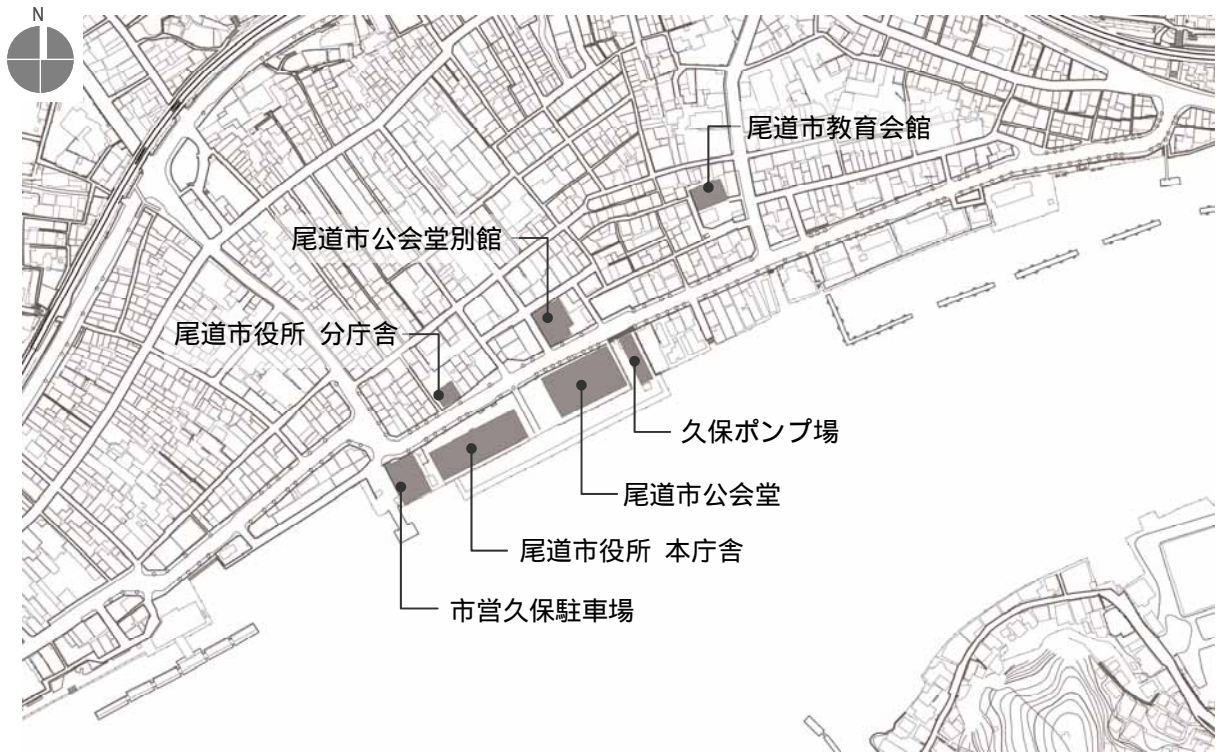 N
尾道市教育会館
尾道市公会堂別館
尾道市役所 分庁舎
久保ポンプ場
尾道市公会堂
尾道市役所 本庁舎
市営久保駐車場